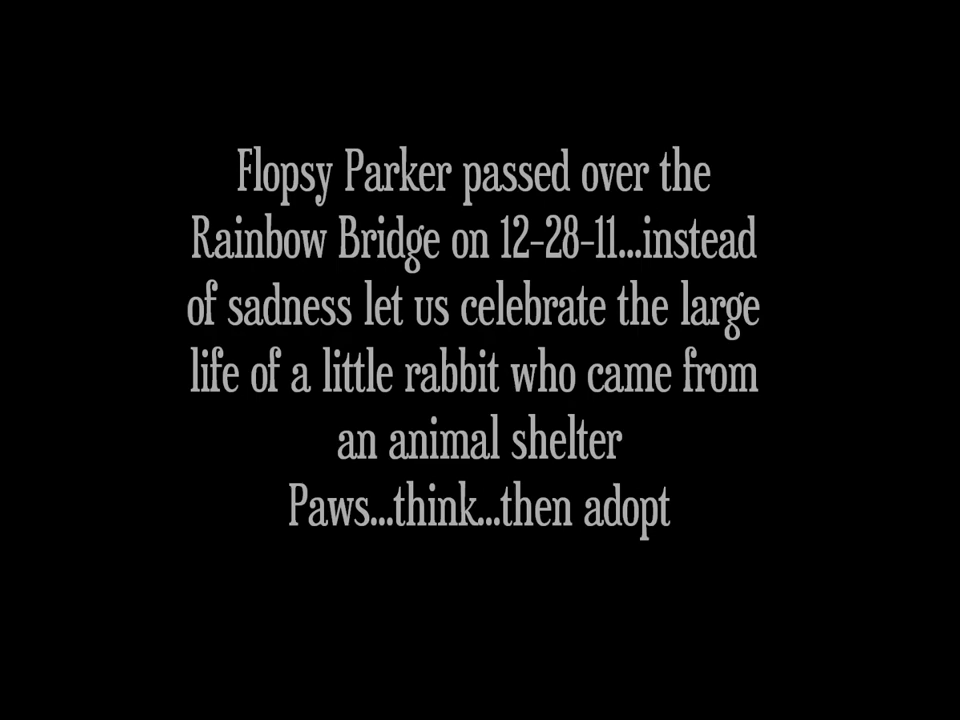 Flopsy Parker passed over the
Rainbow Bridge on 12-28-11...instead
of sadness let us celebrate the large
life of a little rabbit who came from
an animal shelter
Paws...think...then adopt